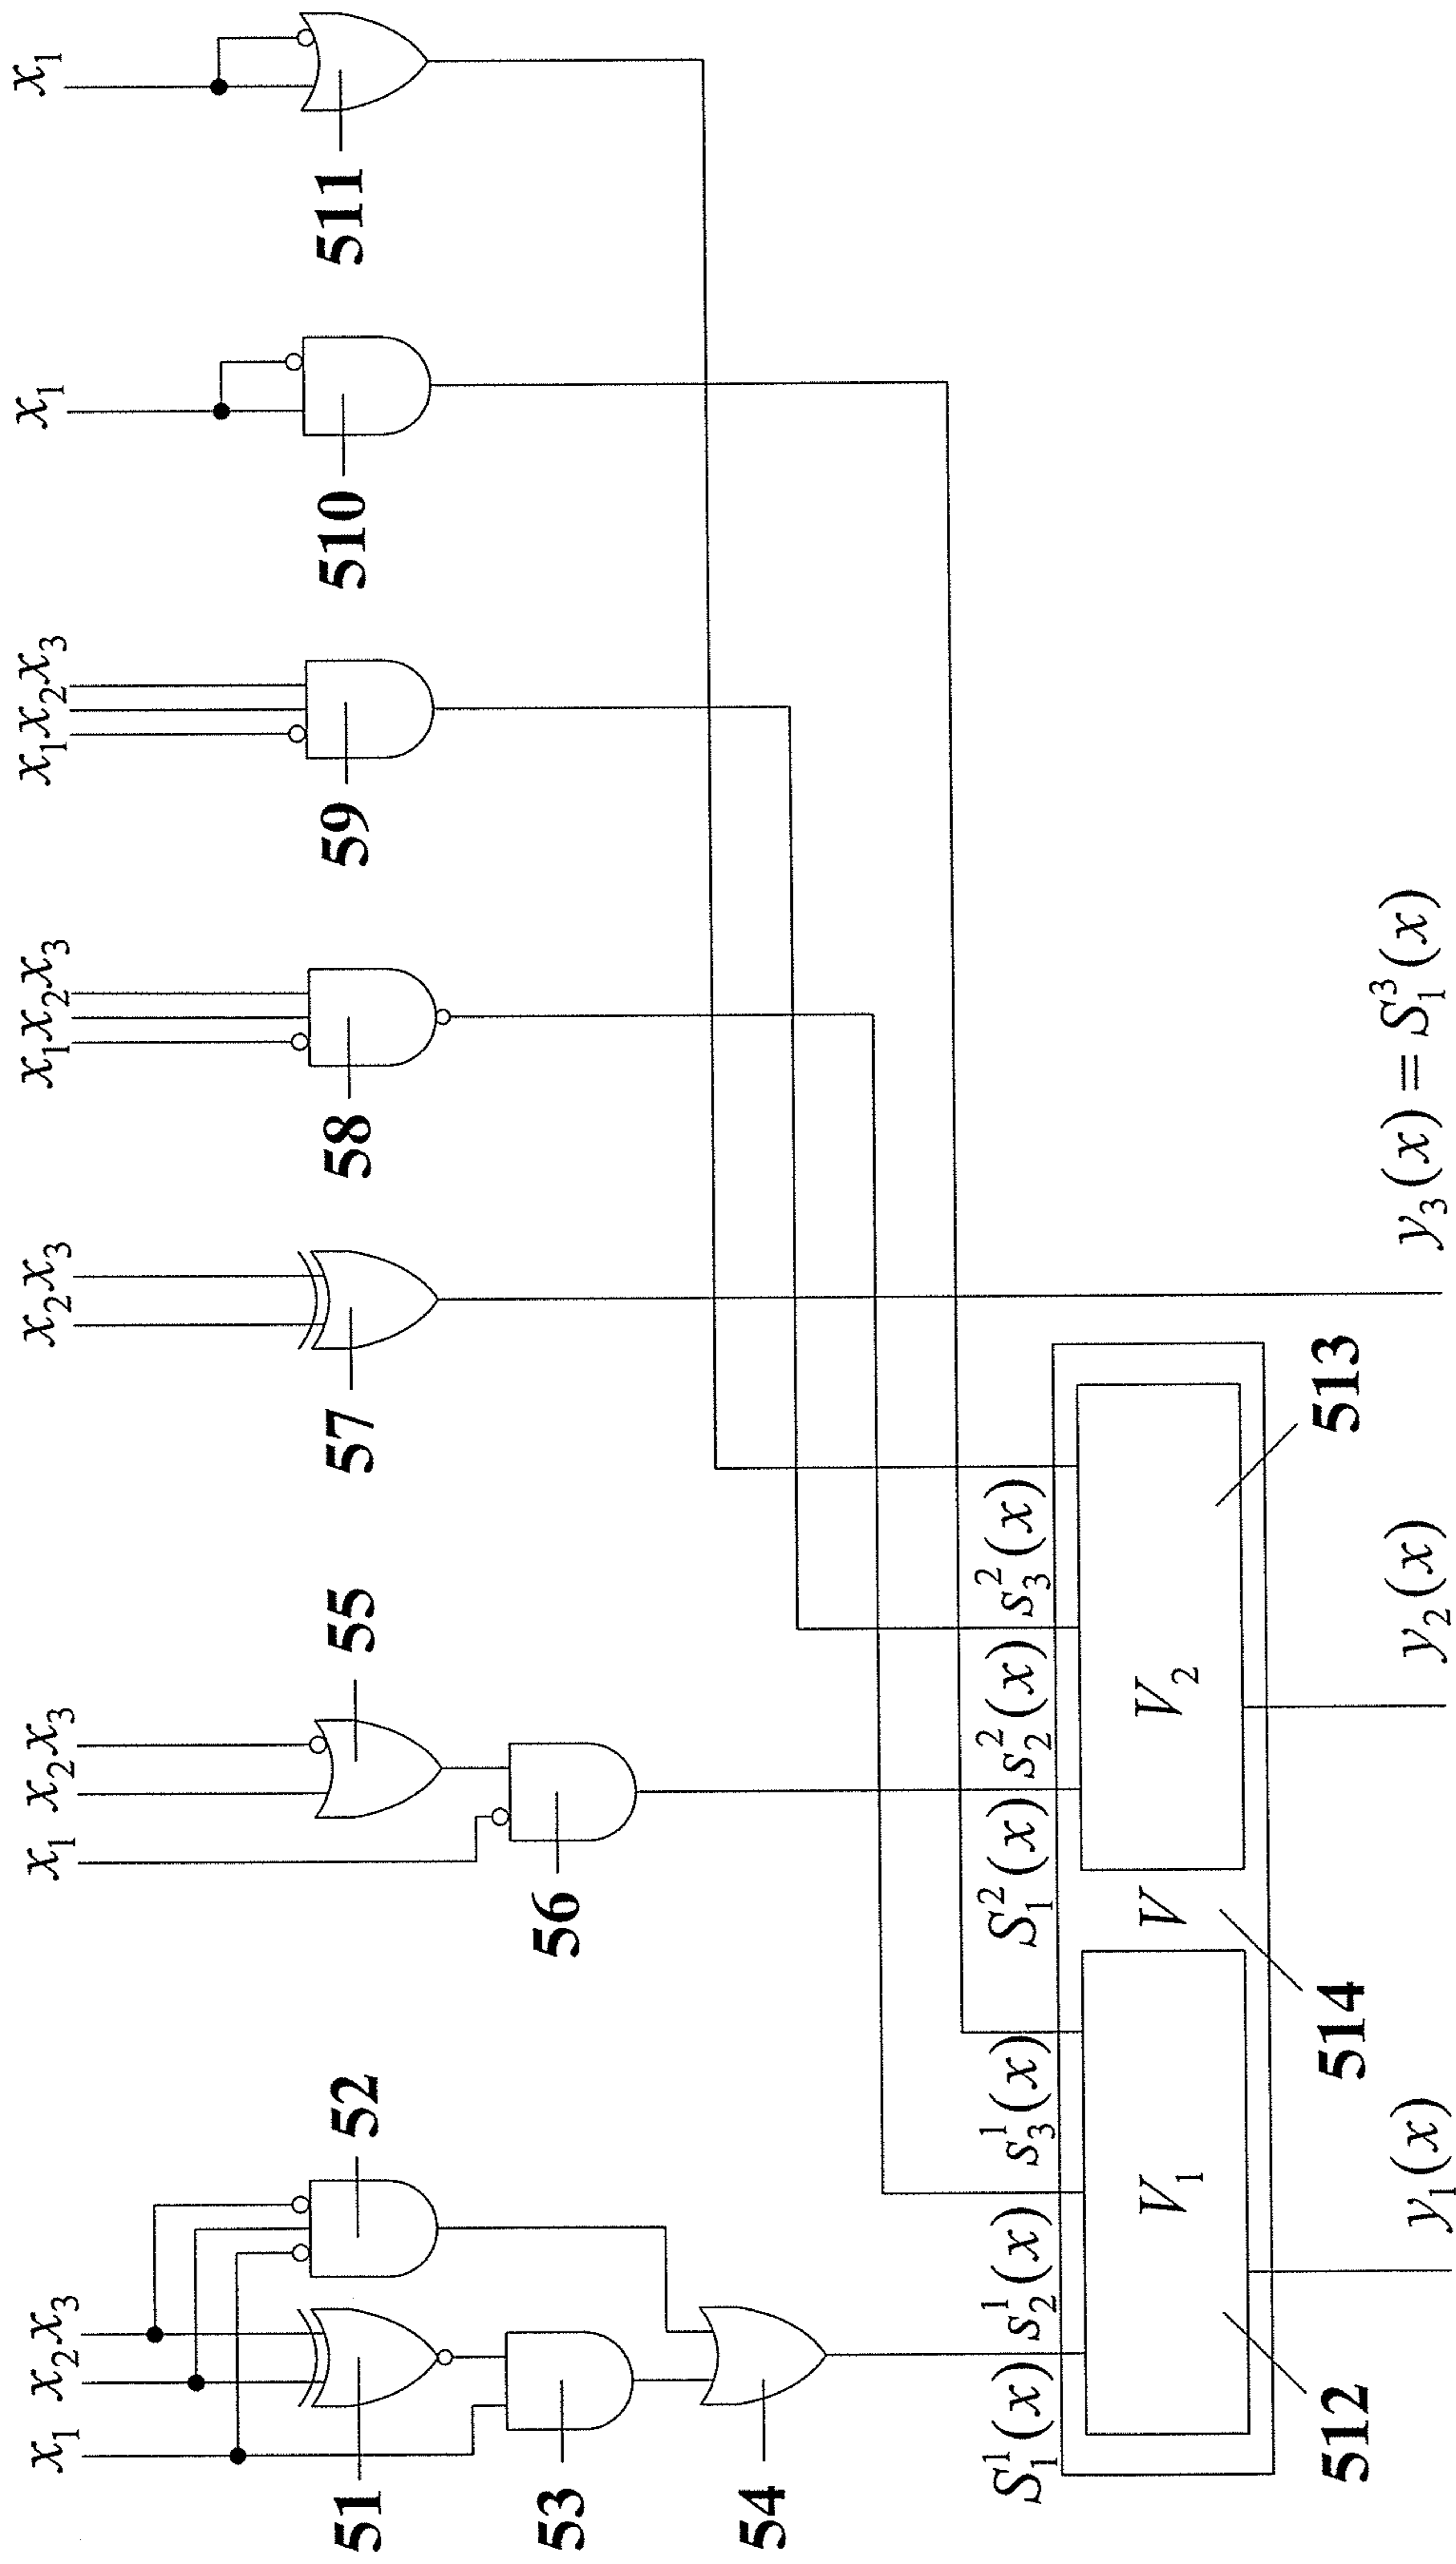 x₁ x₂x₃
x₁ x₂x₃
x₂x₃
x₁x₂x₃
x₁x₂x₃
x₁
x₁
51
52
53
54
55
56
57
58
59
510
511
S₁¹(x) s₂¹(x) s₃¹(x)
S₁²(x) s₂²(x) s₃²(x)
V₁
V
V₂
512
514
513
y₁(x)
y₂(x)
y₃(x) = S₁³(x)